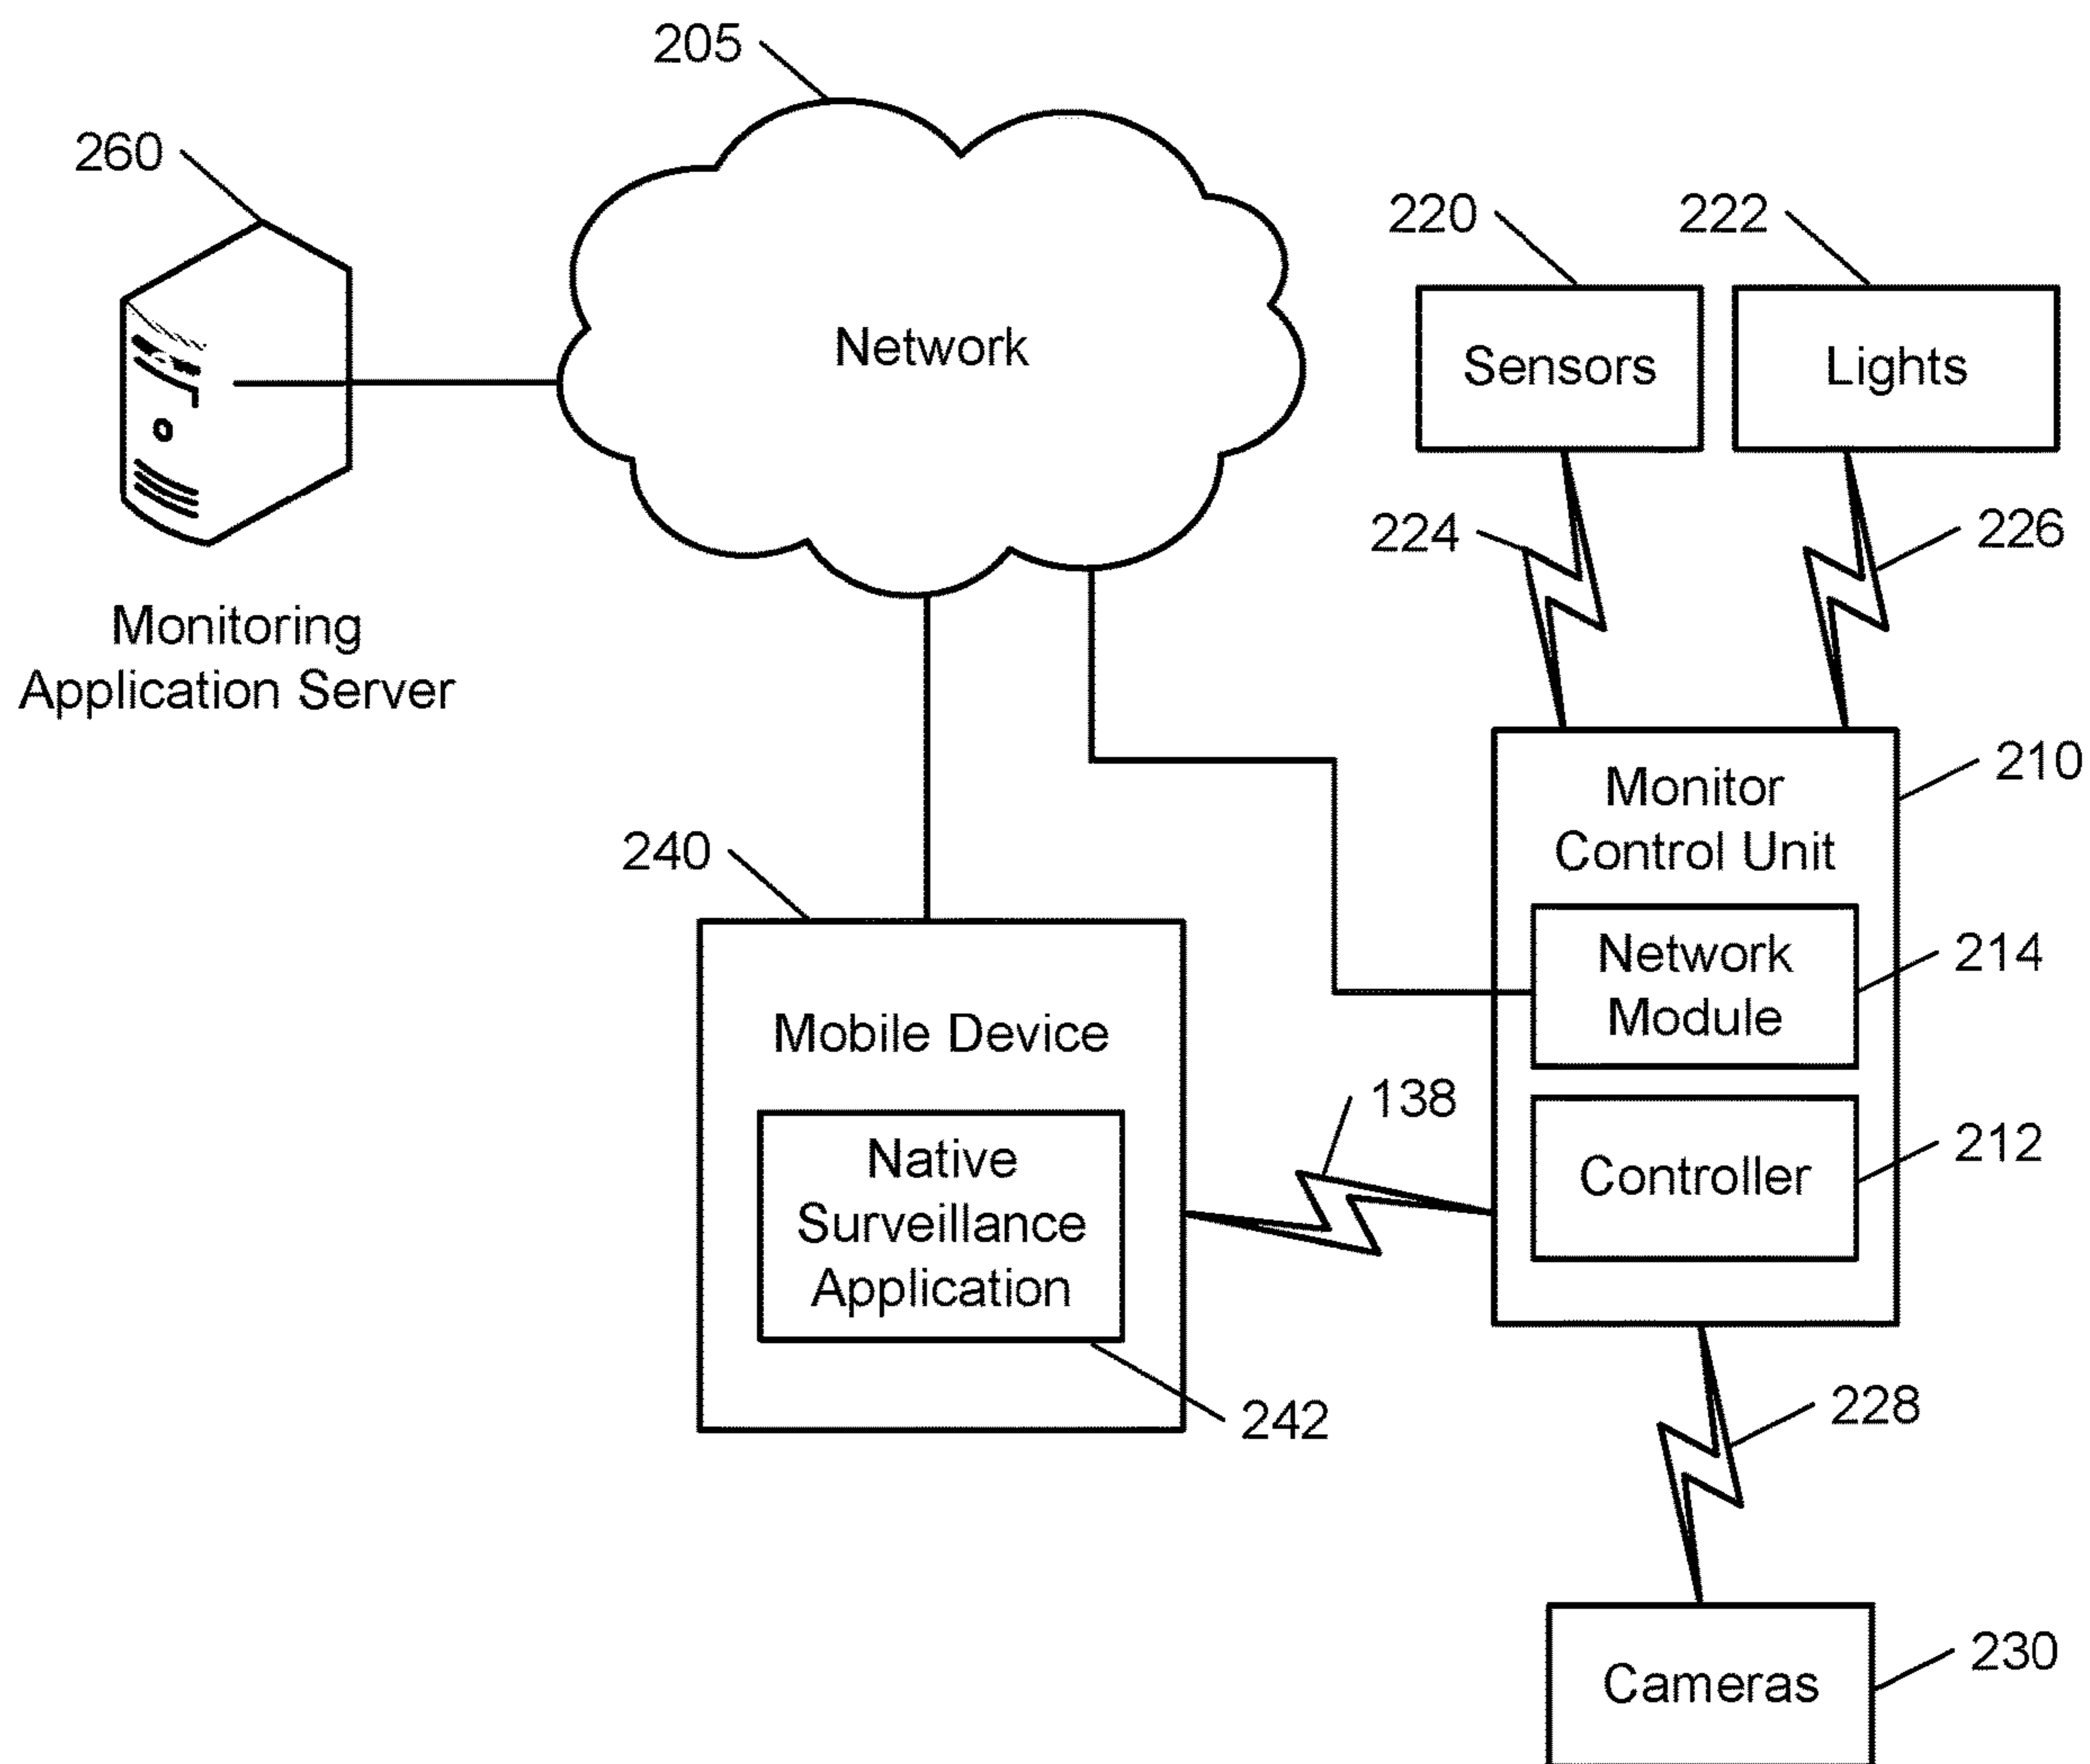 205
260
Network
220
222
Sensors
Lights
224
226
Monitoring
Application Server
210
Monitor
Control Unit
240
Network
Module
214
Mobile Device
138
Controller
212
Native
Surveillance
Application
242
228
Cameras
230